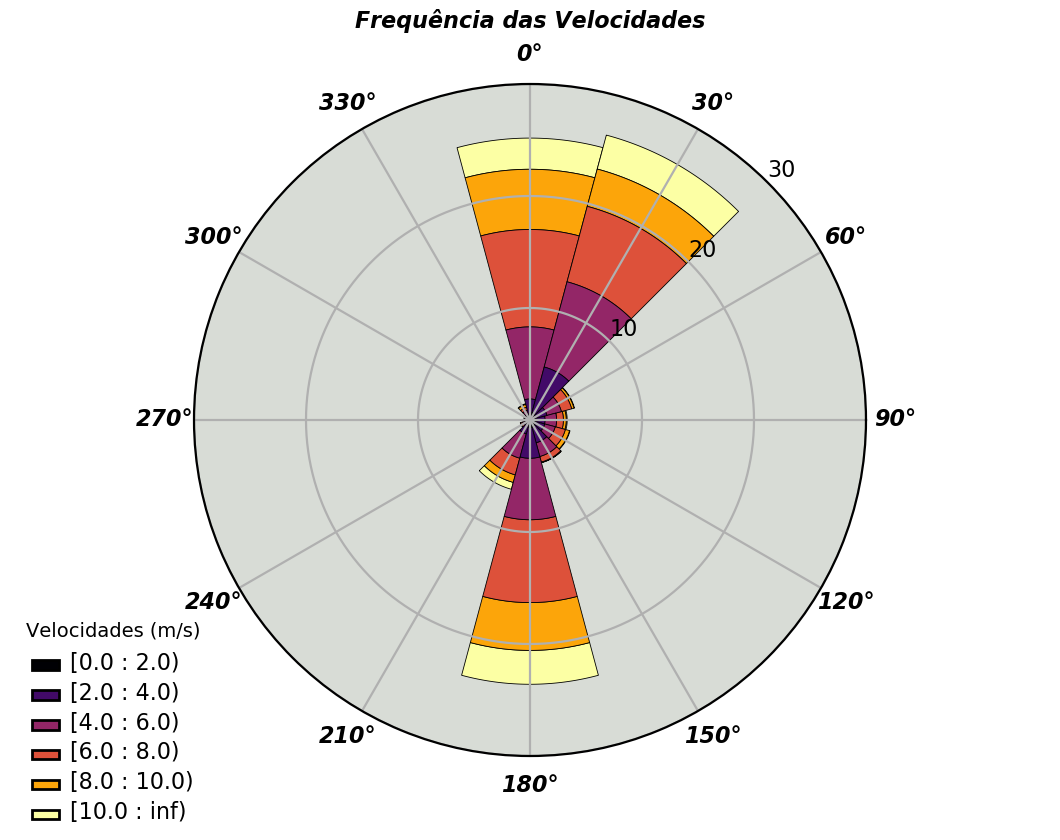 Frequência das Velocidades
0°
330°
30°
30
300°
60°
20
10
270°
90°
240°
120°
Velocidades (m/s)
[0.0 : 2.0)
[2.0 : 4.0)
[4.0 : 6.0)
210°
150°
[6.0 : 8.0)
180°
[8.0 : 10.0)
[10.0 : inf)